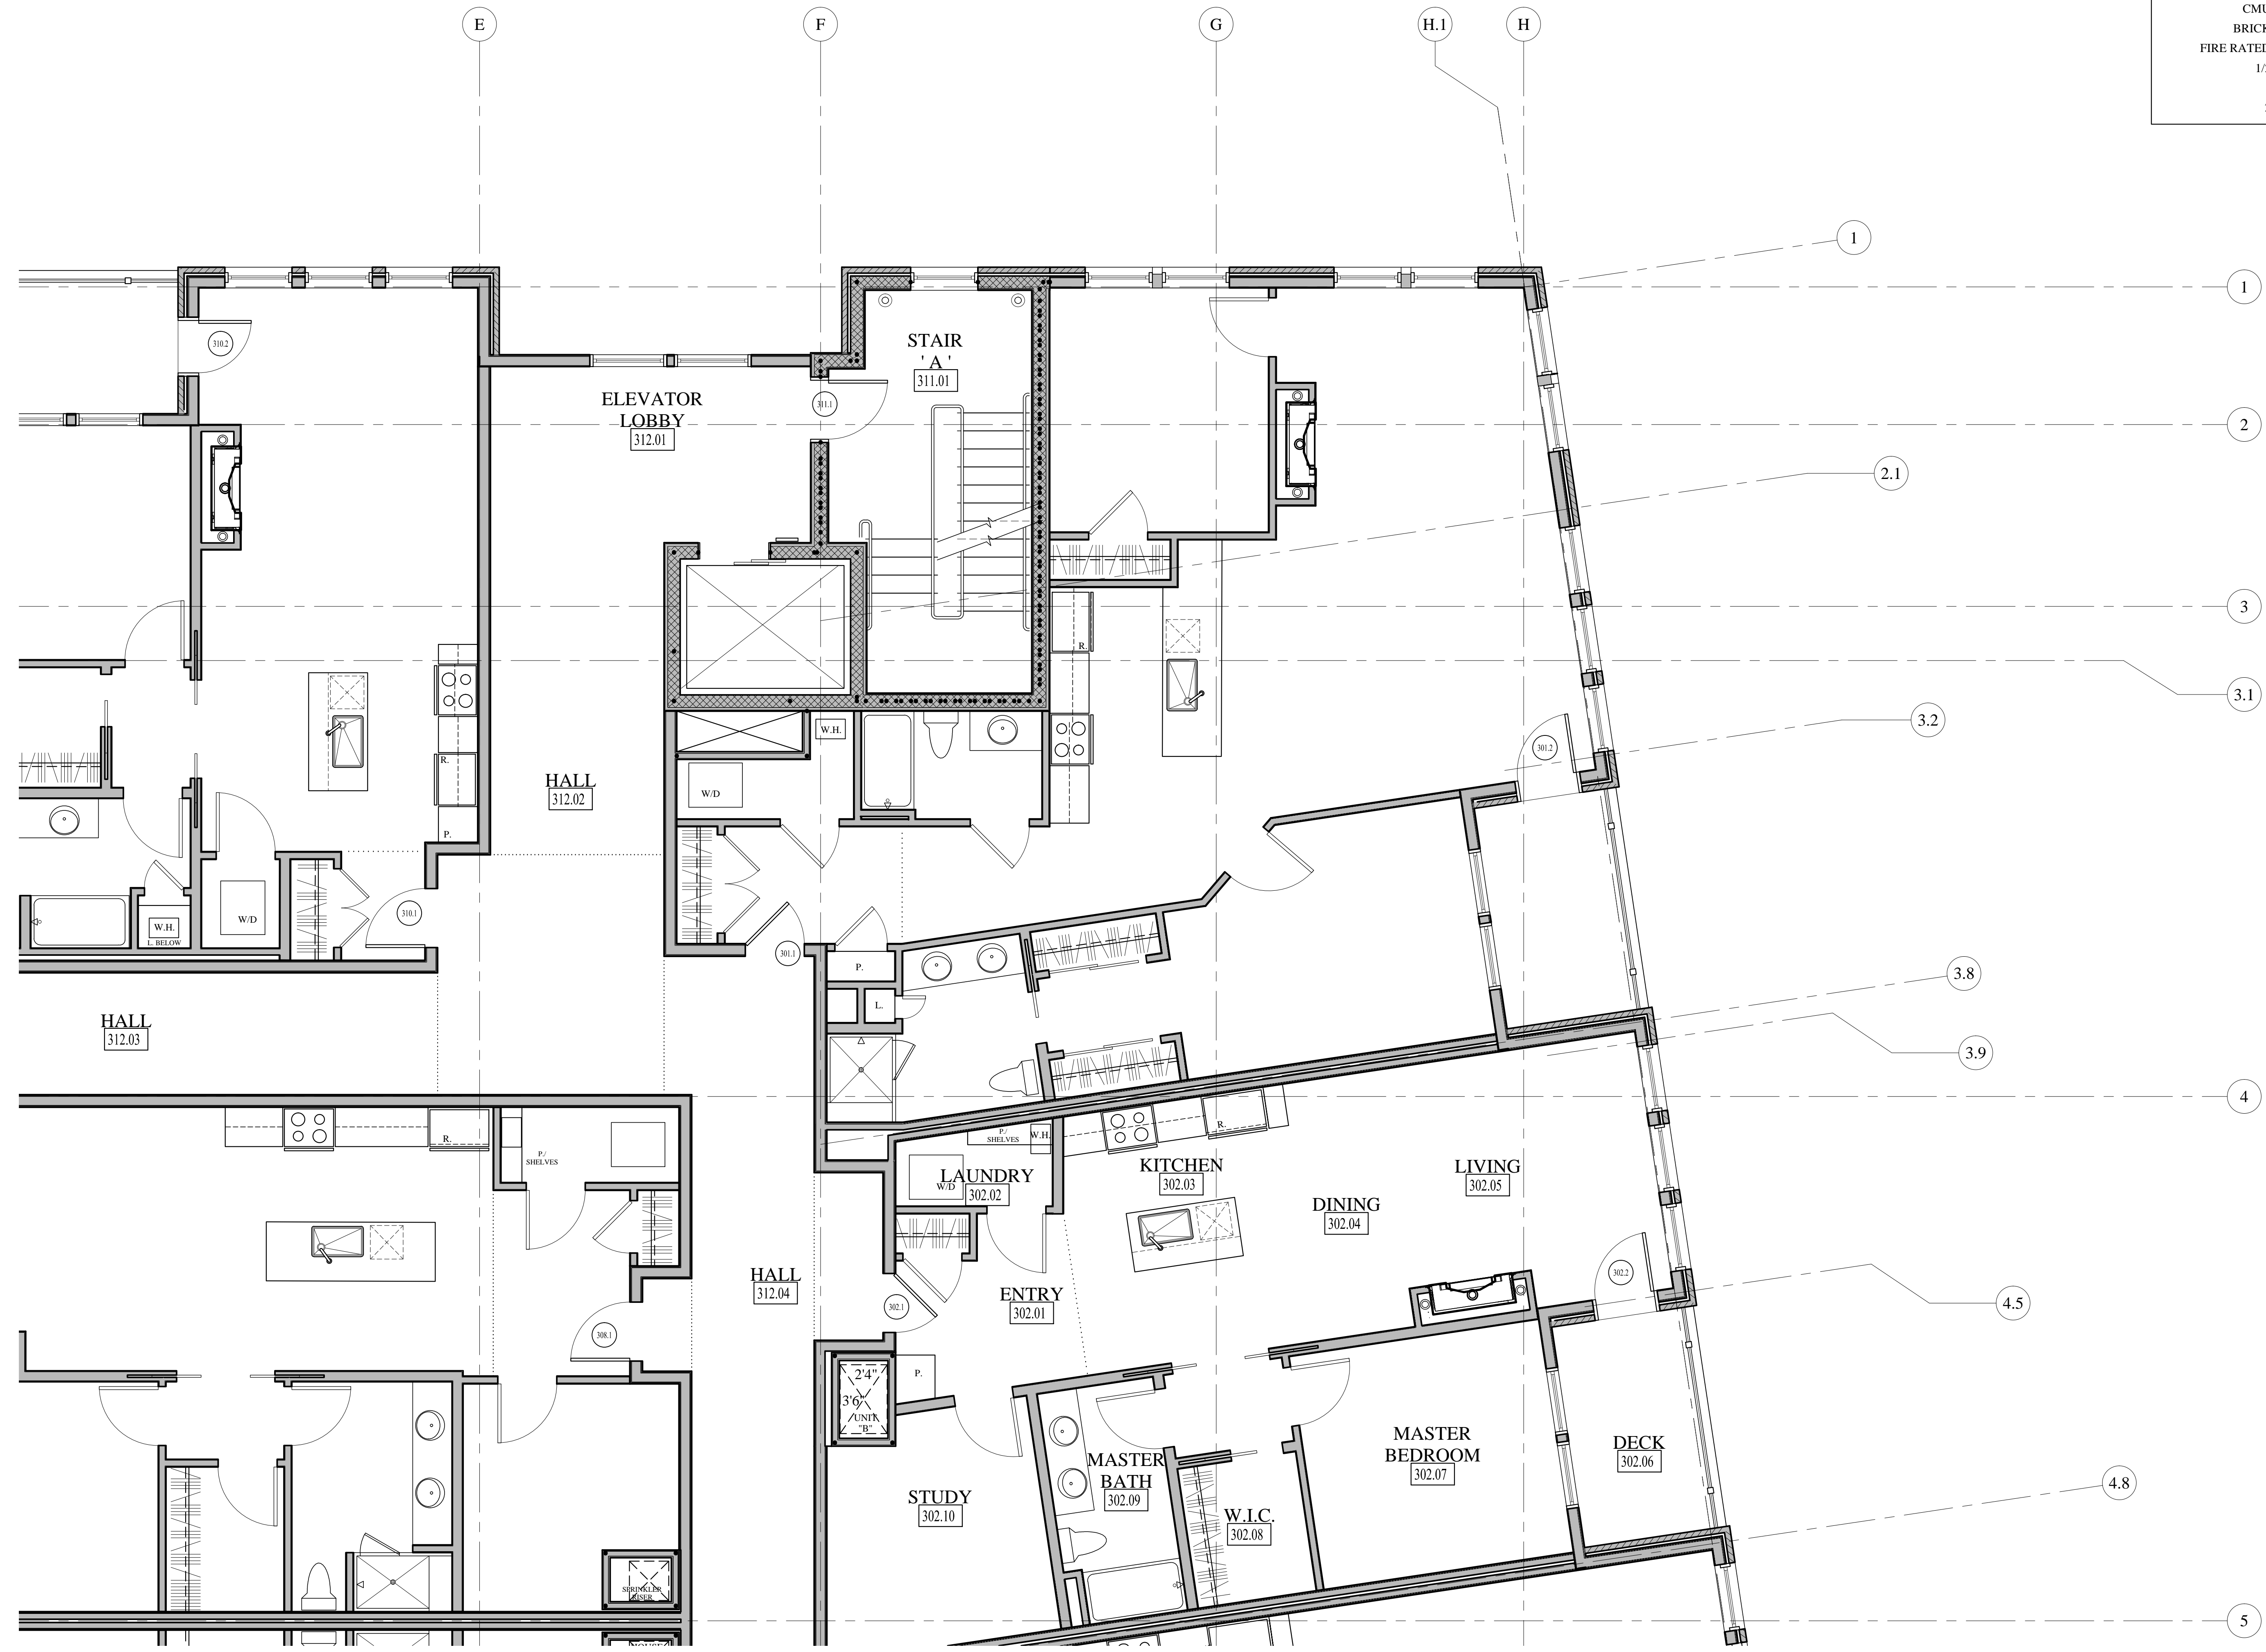 CMU
BRICK
FIRE RATED
1/
E
F
G
H.1
H
1
1
2
2.1
3
3.1
3.2
3.8
3.9
4
4.5
4.8
5
310.2
STAIR
' A '
311.01
ELEVATOR
LOBBY
312.01
311.1
R.
W.H.
W/D
HALL
312.02
R.
P.
301.2
310.1
W/D
W.H.
L. BELOW
301.1
P.
L.
HALL
312.03
R.
P./
SHELVES
P./
SHELVES
W.H.
R.
LAUNDRY
W/D
302.02
KITCHEN
302.03
LIVING
302.05
DINING
302.04
HALL
312.04
ENTRY
302.01
302.1
302.2
308.1
2'4"
3'6"
UNIT
"B"
P.
MASTER
BEDROOM
302.07
DECK
302.06
MASTER
BATH
302.09
STUDY
302.10
W.I.C.
302.08
SPRINKLER
RISER